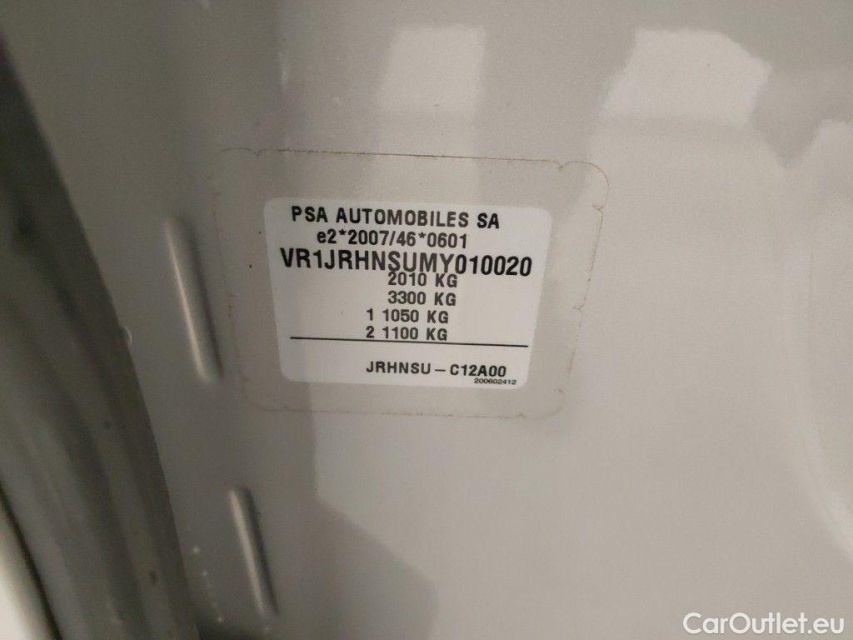 PSA AUTOMOBILES SA
e2*2007/46*0601
VR1JRHNSUMY010020
2010 KG
3300 KG
1 1050 KG
2 1100 KG
JRHNSU – C12A00
200602412
CarOutlet.eu